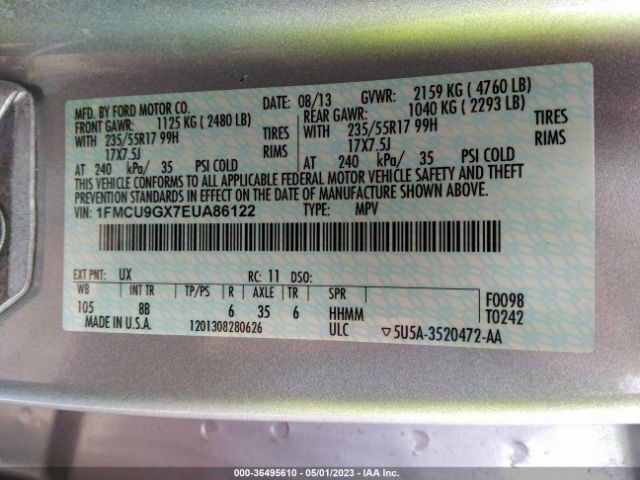 MFD. BY FORD MOTOR CO. DATE: 08/13 GVWR: 2159 KG ( 4760 LB)
FRONT GAWR: 1125 KG ( 2480 LB) REAR GAWR: 1040 KG ( 2293 LB)
WITH 235/55R17 99H TIRES WITH 235/55R17 99H TIRES
17X7.5J RIMS 17X7.5J RIMS
AT 240 kPa/ 35 PSI COLD AT 240 kPa/ 35 PSI COLD
THIS VEHICLE CONFORMS TO ALL APPLICABLE FEDERAL MOTOR VEHICLE SAFETY AND THEFT
PREVENTION STANDARDS IN EFFECT ON THE DATE OF MANUFACTURE SHOWN ABOVE.
VIN: 1FMCU9GX7EUA86122 TYPE: MPV
EXT PNT: UX RC: 11 DSO:
WB INT TR TP/PS R AXLE TR SPR
105 8B 6 35 6 HHMM F0098
MADE IN U.S.A. 1201308280626 ULC T0242
5U5A-3520472-AA
000-36495610 - 05/01/2023 - IAA Inc.